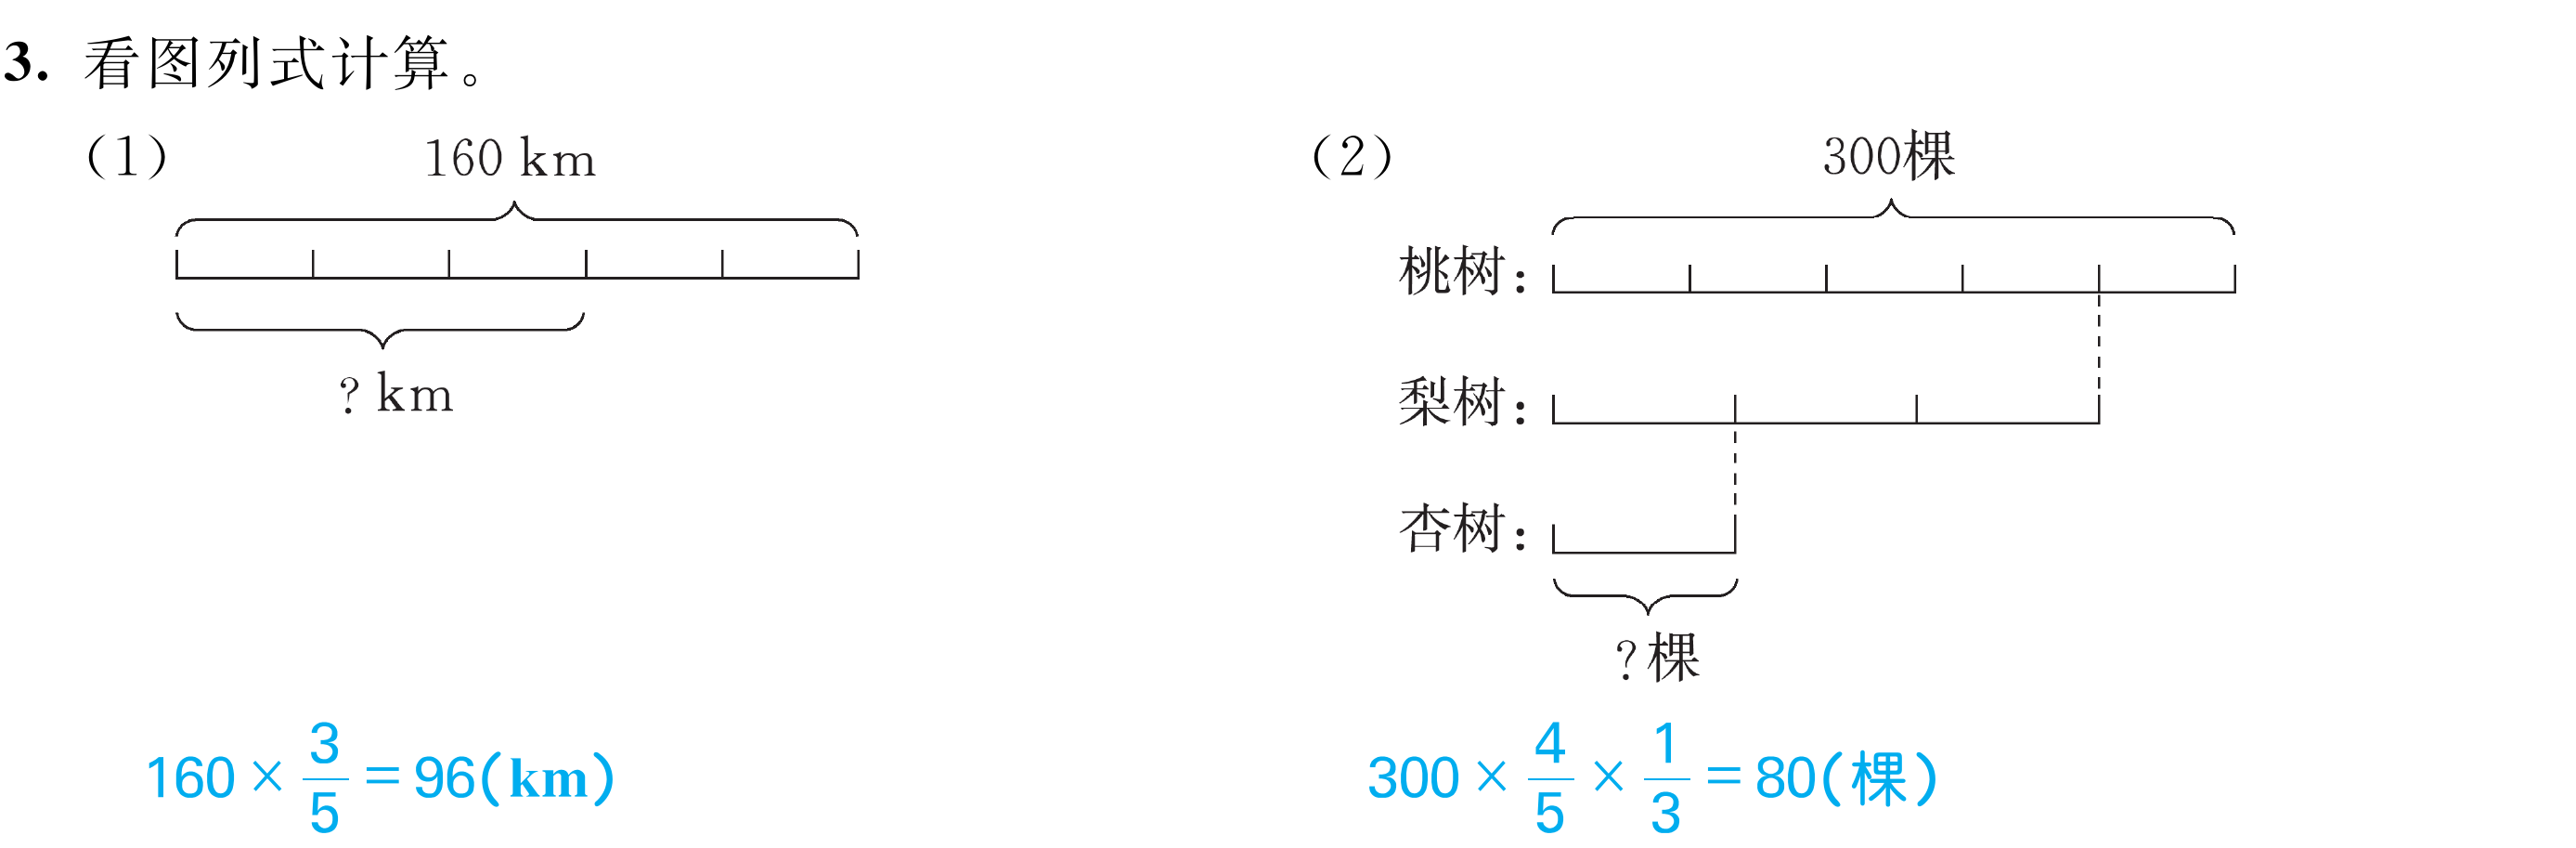 3. 看图列式计算。
(1)
160 km
? km
160 × 3/5 = 96(km)
(2)
300棵
桃树:
梨树:
杏树:
?棵
300 × 4/5 × 1/3 = 80(棵)